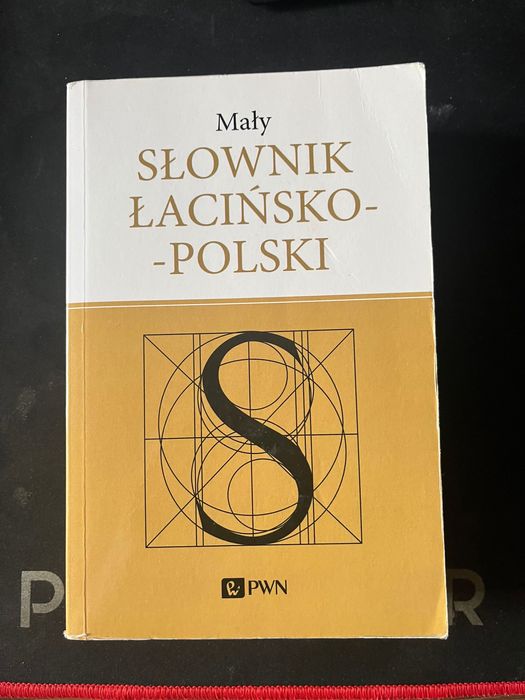 Mały
SŁOWNIK
ŁACIŃSKO-
-POLSKI
S
PWN
P
R